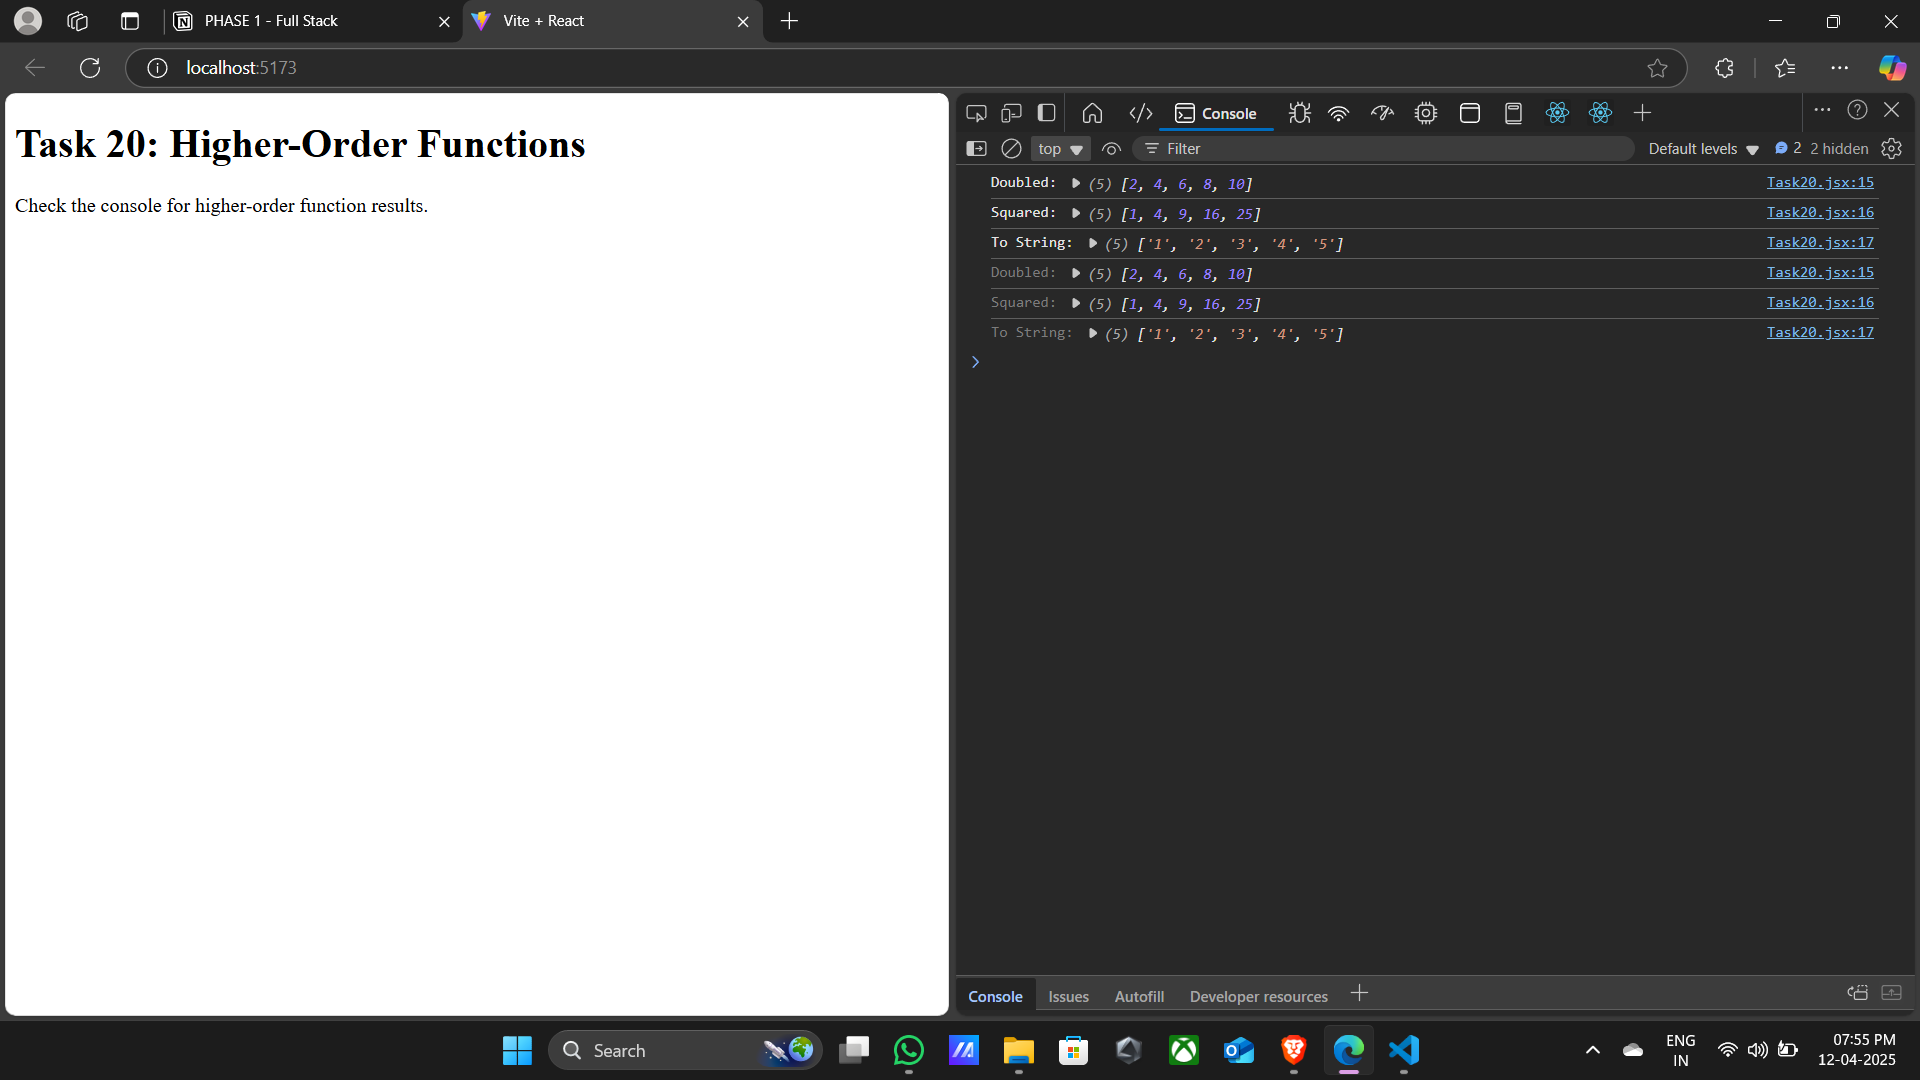 PHASE 1 - Full Stack
Vite + React
localhost:5173
Task 20: Higher-Order Functions
Check the console for higher-order function results.
Console
top
Filter
Default levels
2
2 hidden
Doubled: (5) [2, 4, 6, 8, 10] Task20.jsx:15
Squared: (5) [1, 4, 9, 16, 25] Task20.jsx:16
To String: (5) ['1', '2', '3', '4', '5'] Task20.jsx:17
Doubled: (5) [2, 4, 6, 8, 10] Task20.jsx:15
Squared: (5) [1, 4, 9, 16, 25] Task20.jsx:16
To String: (5) ['1', '2', '3', '4', '5'] Task20.jsx:17
Console Issues Autofill Developer resources
Search
ENG
IN
07:55 PM
12-04-2025